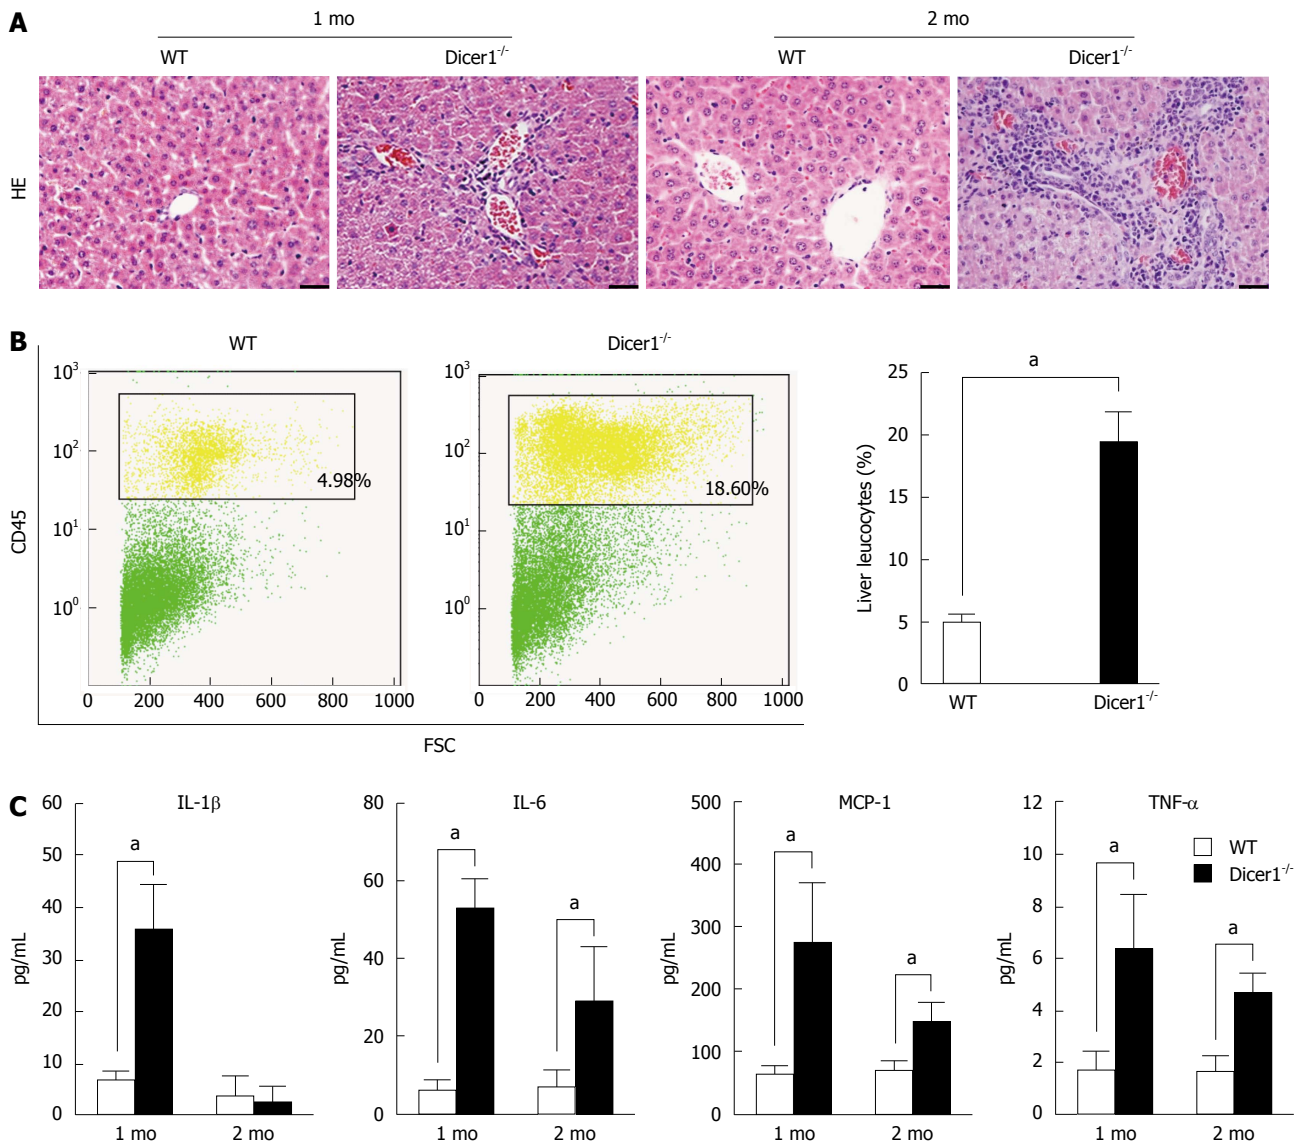 A
1 mo
2 mo
WT
Dicer1-/-
WT
Dicer1-/-
HE
B
WT
Dicer1-/-
CD45
10³
10²
10¹
10⁰
4.98%
0 200 400 600 800 1000
10³
10²
10¹
10⁰
18.60%
0 200 400 600 800 1000
FSC
Liver leucocytes (%)
25
20
15
10
5
0
a
WT
Dicer1-/-
C
IL-1β
pg/mL
60
50
40
30
20
10
0
a
1 mo
2 mo
IL-6
pg/mL
80
60
40
20
0
a
a
1 mo
2 mo
MCP-1
pg/mL
500
400
300
200
100
0
a
a
1 mo
2 mo
TNF-α
pg/mL
12
10
8
6
4
2
0
a
a
1 mo
2 mo
WT
Dicer1-/-